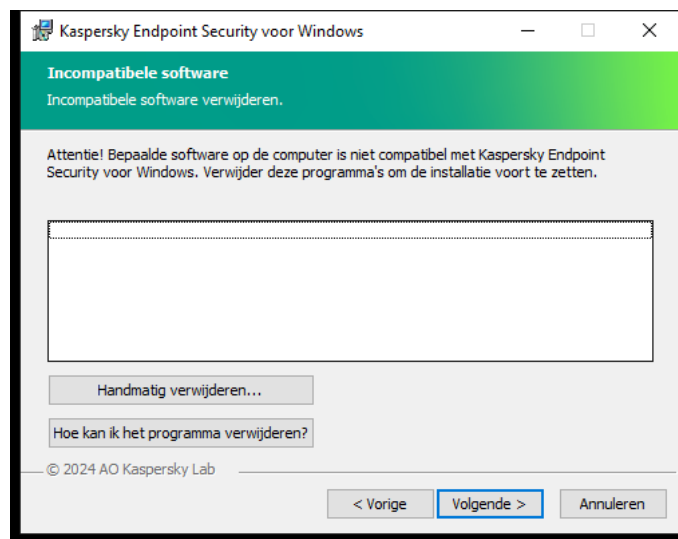 Kaspersky Endpoint Security voor Windows
Incompatibele software
Incompatibele software verwijderen.
Attentie! Bepaalde software op de computer is niet compatibel met Kaspersky Endpoint
Security voor Windows. Verwijder deze programma's om de installatie voort te zetten.
Handmatig verwijderen...
Hoe kan ik het programma verwijderen?
© 2024 AO Kaspersky Lab
< Vorige Volgende > Annuleren